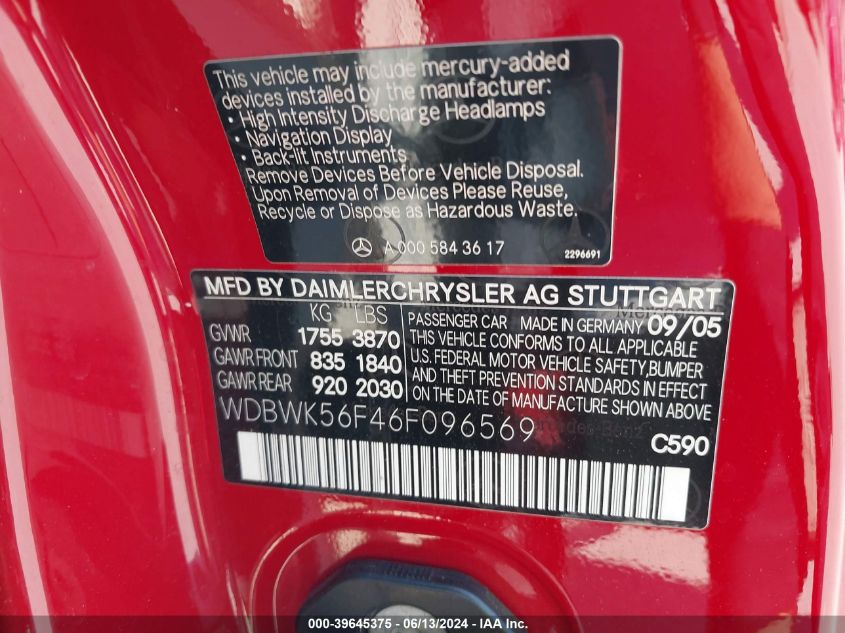 This vehicle may include mercury-added
devices installed by the manufacturer:
• High Intensity Discharge Headlamps
• Navigation Display
• Back-lit Instruments
Remove Devices Before Vehicle Disposal.
Upon Removal of Devices Please Reuse,
Recycle or Dispose as Hazardous Waste.
A 000 584 36 17
2296691
MFD BY DAIMLERCHRYSLER AG STUTTGART
KG LBS
GVWR 1755 3870
GAWR FRONT 835 1840
GAWR REAR 920 2030
PASSENGER CAR MADE IN GERMANY 09/05
THIS VEHICLE CONFORMS TO ALL APPLICABLE
U.S. FEDERAL MOTOR VEHICLE SAFETY,BUMPER
AND THEFT PREVENTION STANDARDS IN EFFECT
ON THE DATE OF MANUFACTURE SHOWN ABOVE
WDBWK56F46F096569
C590
000-39645375 - 06/13/2024 - IAAI.COM